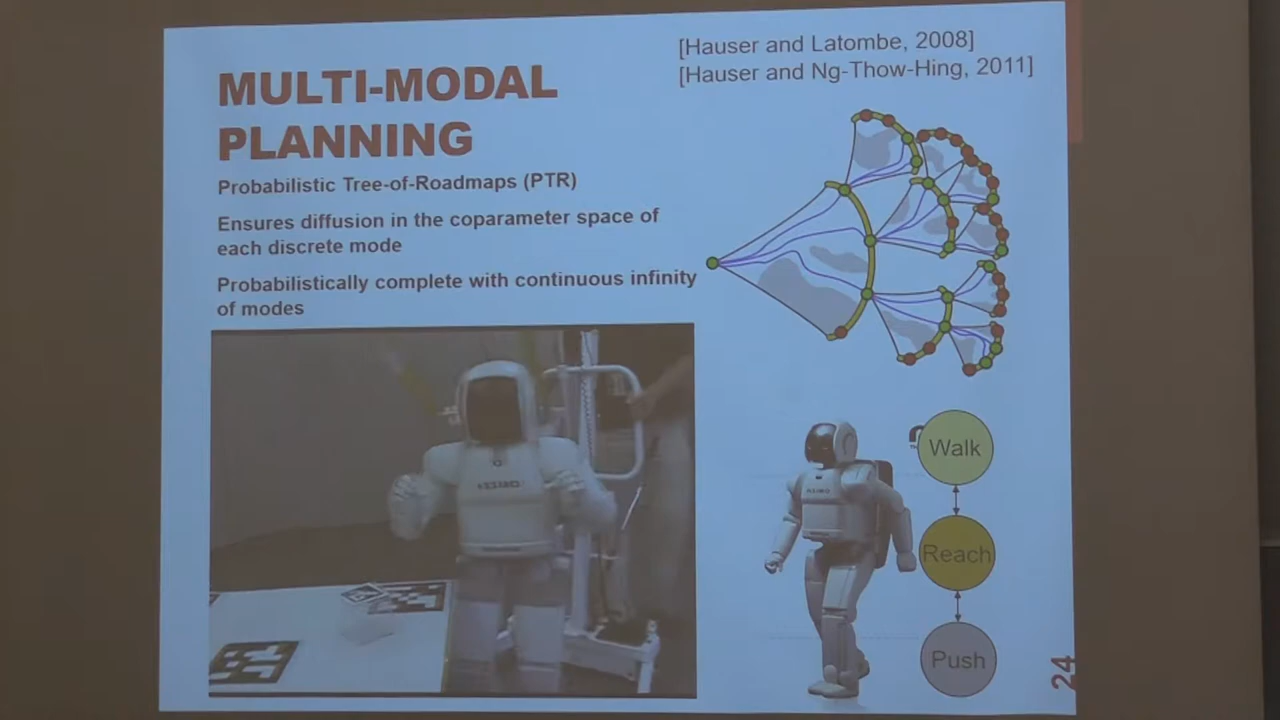 [Hauser and Latombe, 2008]
[Hauser and Ng-Thow-Hing, 2011]
MULTI-MODAL
PLANNING
Probabilistic Tree-of-Roadmaps (PTR)
Ensures diffusion in the coparameter space of
each discrete mode
Probabilistically complete with continuous infinity
of modes
ASIMO
ASIMO
Walk
Reach
Push
24